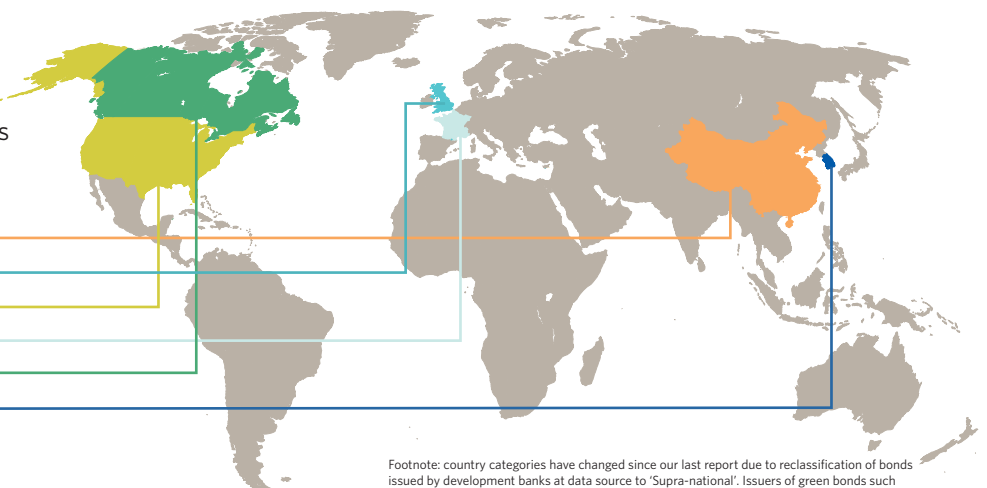 s
Footnote: country categories have changed since our last report due to reclassification of bonds
issued by development banks at data source to ‘Supra-national’. Issuers of green bonds such